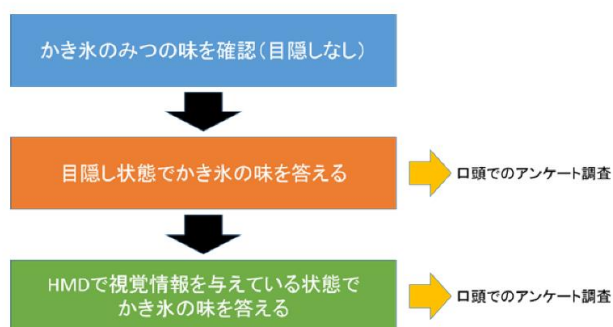 かき氷のみつの味を確認（目隠しなし）
目隠し状態でかき氷の味を答える
口頭でのアンケート調査
HMDで視覚情報を与えている状態で
かき氷の味を答える
口頭でのアンケート調査